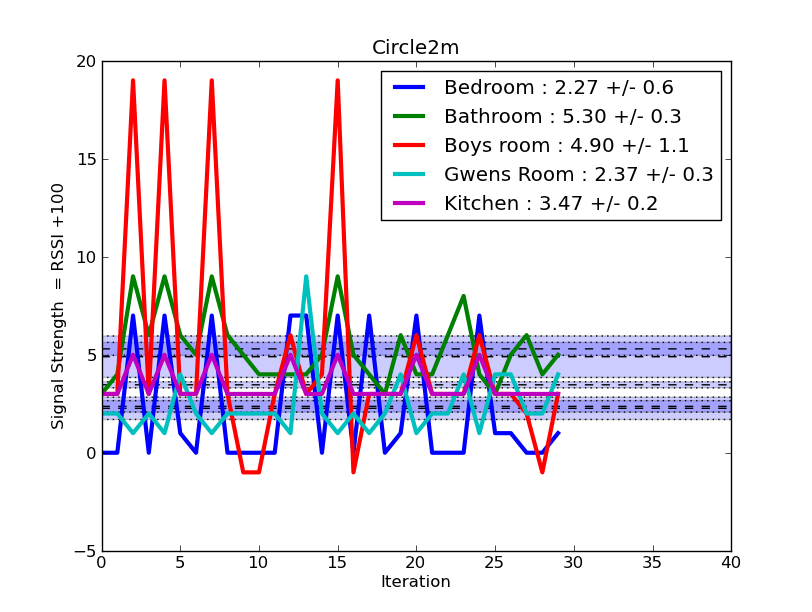 Circle2m
Bedroom : 2.27 +/- 0.6
Bathroom : 5.30 +/- 0.3
Boys room : 4.90 +/- 1.1
Gwens Room : 2.37 +/- 0.3
Kitchen : 3.47 +/- 0.2
Signal Strength  = RSSI +100
20
15
10
5
0
−5
0 5 10 15 20 25 30 35 40
Iteration